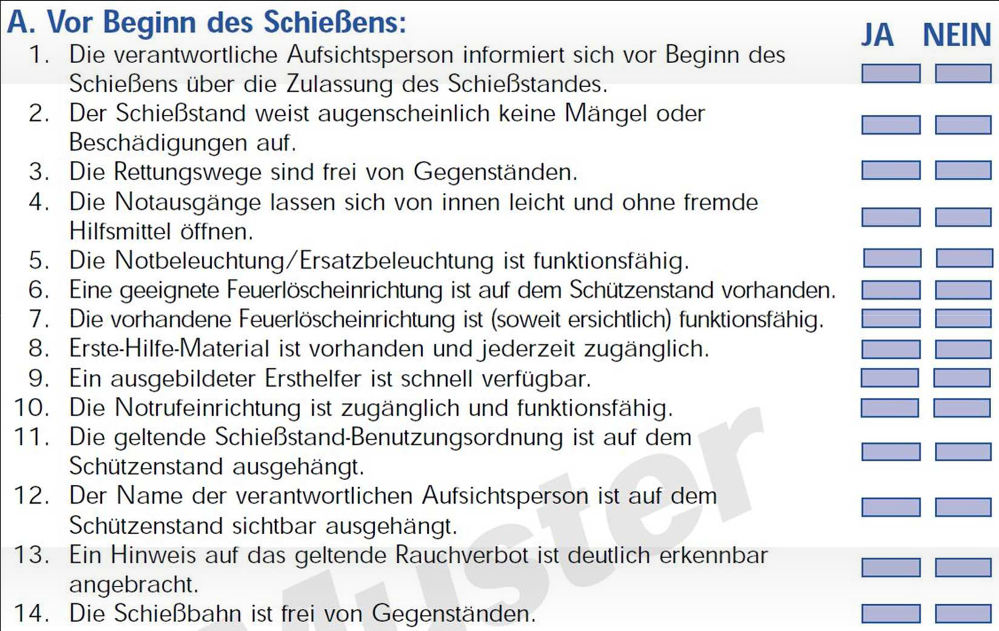 A. Vor Beginn des Schießens:
JA NEIN
1. Die verantwortliche Aufsichtsperson informiert sich vor Beginn des
Schießens über die Zulassung des Schießstandes.
2. Der Schießstand weist augenscheinlich keine Mängel oder
Beschädigungen auf.
3. Die Rettungswege sind frei von Gegenständen.
4. Die Notausgänge lassen sich von innen leicht und ohne fremde
Hilfsmittel öffnen.
5. Die Notbeleuchtung/Ersatzbeleuchtung ist funktionsfähig.
6. Eine geeignete Feuerlöscheinrichtung ist auf dem Schützenstand vorhanden.
7. Die vorhandene Feuerlöscheinrichtung ist (soweit ersichtlich) funktionsfähig.
8. Erste-Hilfe-Material ist vorhanden und jederzeit zugänglich.
9. Ein ausgebildeter Ersthelfer ist schnell verfügbar.
10. Die Notrufeinrichtung ist zugänglich und funktionsfähig.
11. Die geltende Schießstand-Benutzungsordnung ist auf dem
Schützenstand ausgehängt.
12. Der Name der verantwortlichen Aufsichtsperson ist auf dem
Schützenstand sichtbar ausgehängt.
13. Ein Hinweis auf das geltende Rauchverbot ist deutlich erkennbar
angebracht.
14. Die Schießbahn ist frei von Gegenständen.
Muster